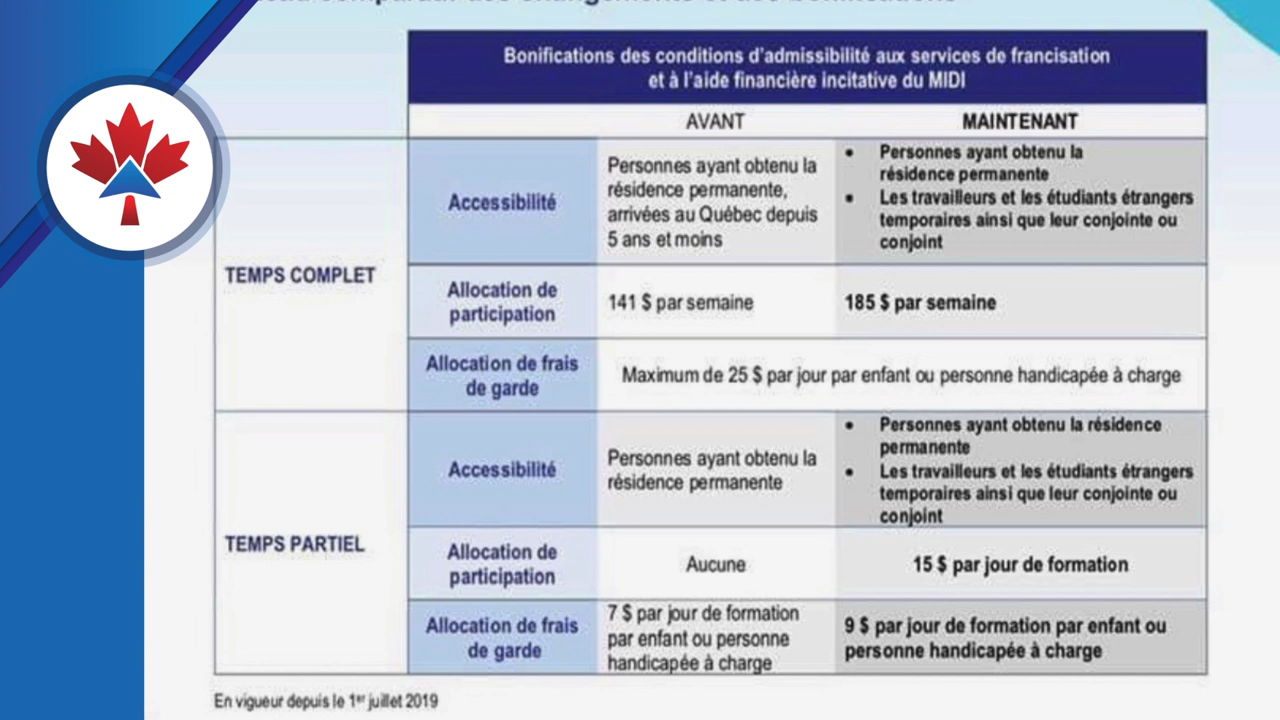 comparatif des changements et des bonifications
Bonifications des conditions d'admissibilité aux services de francisation
et à l'aide financière incitative du MIDI
AVANT
MAINTENANT
TEMPS COMPLET
Accessibilité
Personnes ayant obtenu la
résidence permanente,
arrivées au Québec depuis
5 ans et moins
• Personnes ayant obtenu la
résidence permanente
• Les travailleurs et les étudiants étrangers
temporaires ainsi que leur conjointe ou
conjoint
Allocation de
participation
141 $ par semaine
185 $ par semaine
Allocation de frais
de garde
Maximum de 25 $ par jour par enfant ou personne handicapée à charge
TEMPS PARTIEL
Accessibilité
Personnes ayant obtenu la
résidence permanente
• Personnes ayant obtenu la résidence
permanente
• Les travailleurs et les étudiants étrangers
temporaires ainsi que leur conjointe ou
conjoint
Allocation de
participation
Aucune
15 $ par jour de formation
Allocation de frais
de garde
7 $ par jour de formation
par enfant ou personne
handicapée à charge
9 $ par jour de formation par enfant ou
personne handicapée à charge
En vigueur depuis le 1er juillet 2019